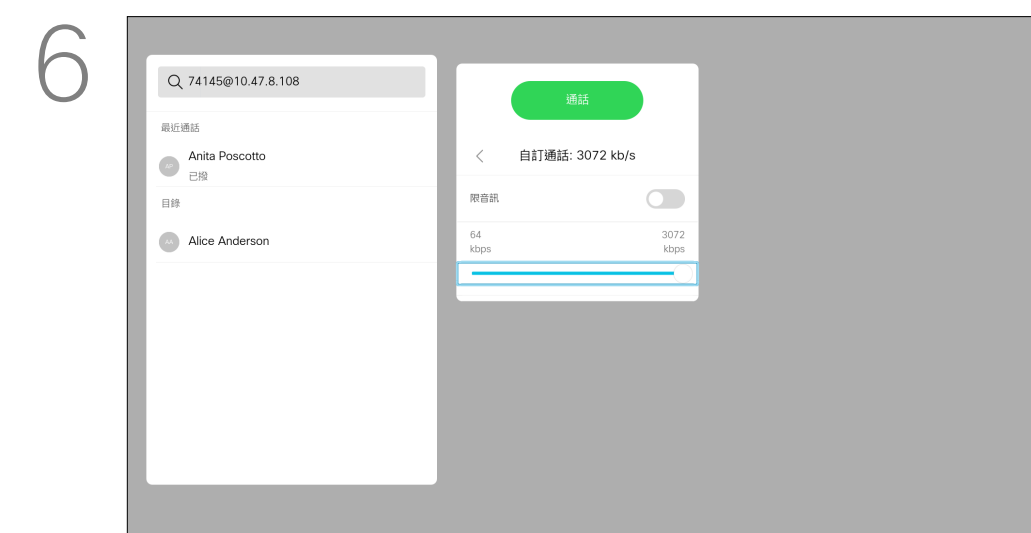 6
74145@10.47.8.108
最近通話
AP
Anita Poscotto
已撥
目錄
AA
Alice Anderson
通話
自訂通話: 3072 kb/s
限音訊
64 3072
kbps kbps